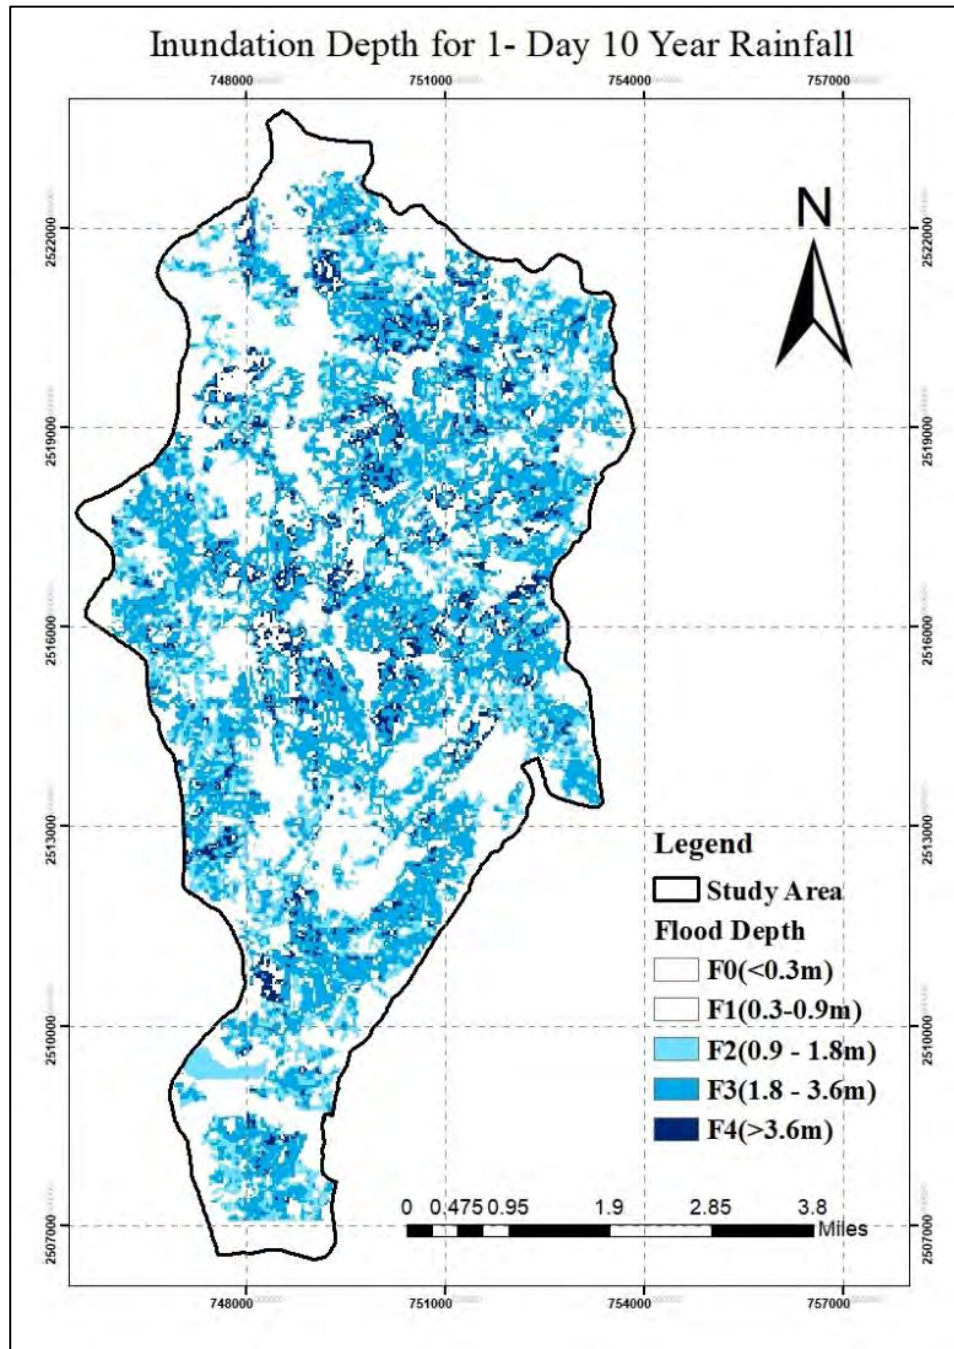 Inundation Depth for 1- Day 10 Year Rainfall
748000 751000 754000 757000
2522000 2522000
N
2519000 2519000
2516000 2516000
2513000 2513000
Legend
Study Area
Flood Depth
F0(<0.3m)
F1(0.3-0.9m)
2510000 2510000
F2(0.9 - 1.8m)
F3(1.8 - 3.6m)
F4(>3.6m)
0 0.475 0.95 1.9 2.85 3.8
Miles
2507000 2507000
748000 751000 754000 757000